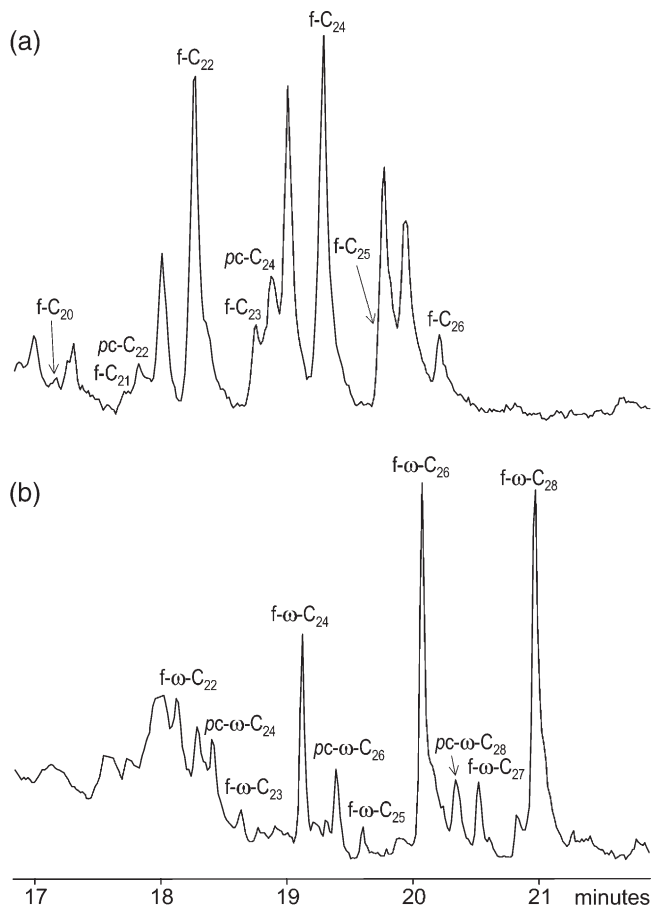 (a)
f-C24
f-C22
pc-C24
f-C25
f-C23
f-C20
f-C26
pc-C22
f-C21
(b)
f-ω-C26
f-ω-C28
f-ω-C24
f-ω-C22
pc-ω-C24
pc-ω-C26
pc-ω-C28
f-ω-C27
f-ω-C23
f-ω-C25
17 18 19 20 21 minutes